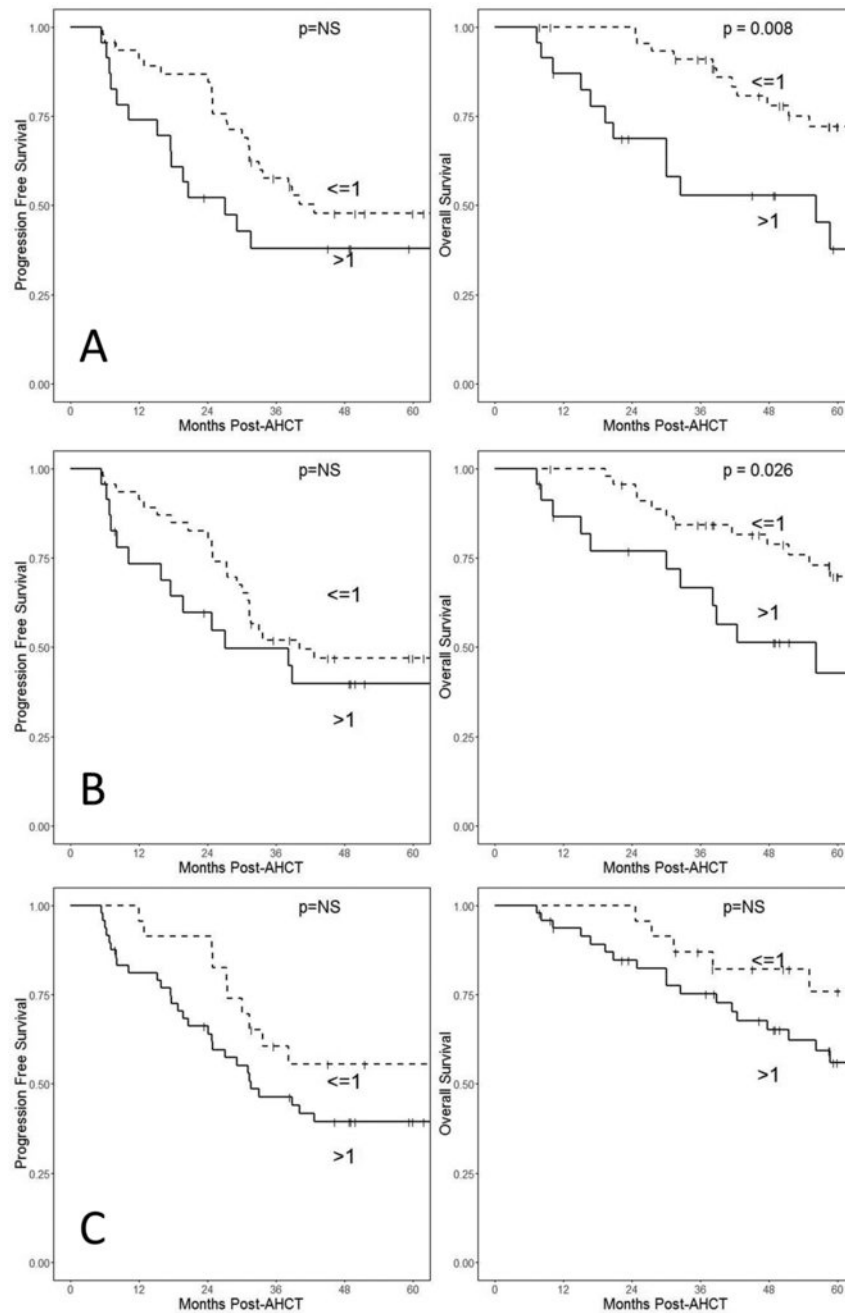 p=NS
1.00
0.75
0.50
0.25
0.00
Progression Free Survival
<=1
>1
A
0 12 24 36 48 60
Months Post-AHCT
p = 0.008
1.00
0.75
0.50
0.25
0.00
Overall Survival
<=1
>1
0 12 24 36 48 60
Months Post-AHCT
p=NS
1.00
0.75
0.50
0.25
0.00
Progression Free Survival
<=1
>1
B
0 12 24 36 48 60
Months Post-AHCT
p = 0.026
1.00
0.75
0.50
0.25
0.00
Overall Survival
<=1
>1
0 12 24 36 48 60
Months Post-AHCT
p=NS
1.00
0.75
0.50
0.25
0.00
Progression Free Survival
<=1
>1
C
0 12 24 36 48 60
Months Post-AHCT
p=NS
1.00
0.75
0.50
0.25
0.00
Overall Survival
<=1
>1
0 12 24 36 48 60
Months Post-AHCT